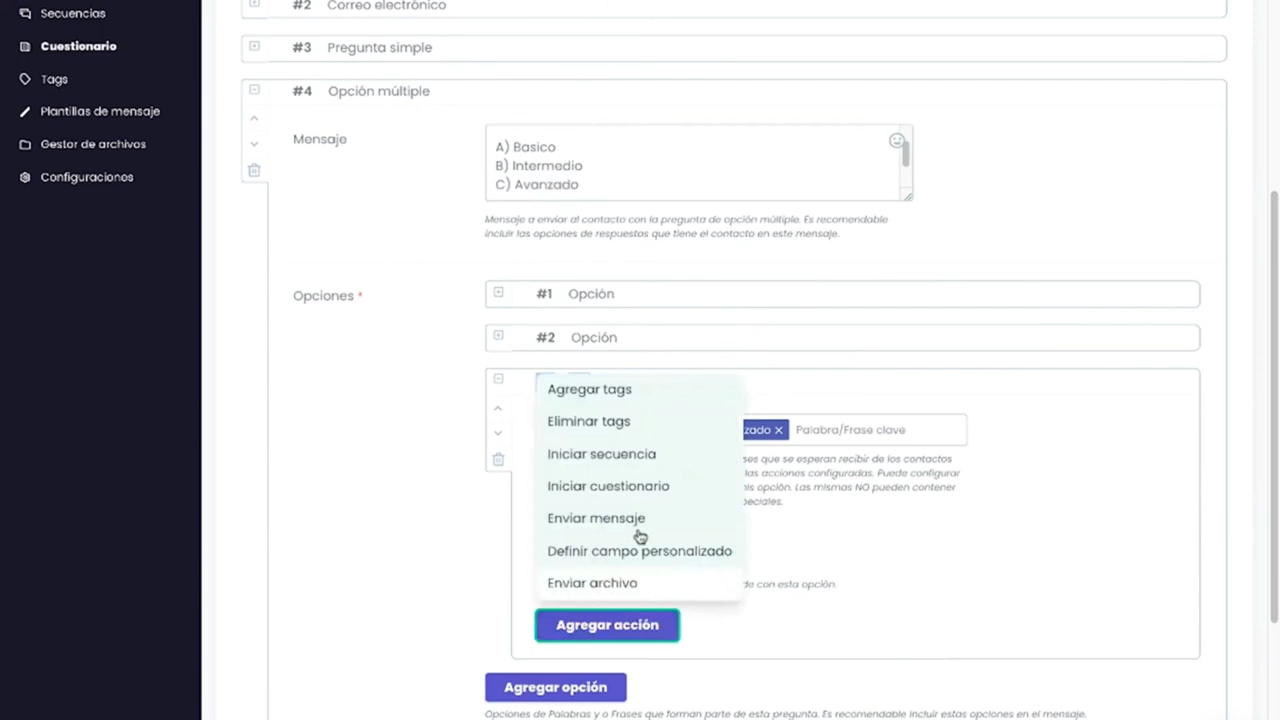 Secuencias
Cuestionario
Tags
Plantillas de mensaje
Gestor de archivos
Configuraciones
#2 Correo electrónico
#3 Pregunta simple
#4 Opción múltiple
Mensaje
A) Basico
B) Intermedio
C) Avanzado
Mensaje a enviar al contacto con la pregunta de opción múltiple. Es recomendable
incluir las opciones de respuestas que tiene el contacto en este mensaje.
Opciones *
#1 Opción
#2 Opción
Agregar tags
Eliminar tags
Iniciar secuencia
Iniciar cuestionario
Enviar mensaje
Definir campo personalizado
Enviar archivo
zado × Palabra/Frase clave
ses que se esperan recibir de los contactos
las acciones configuradas. Puede configurar
opción. Las mismas NO pueden contener
peciales.
de con esta opción.
Agregar acción
Agregar opción
Opciones de Palabras y o Frases que forman parte de esta pregunta. Es recomendable incluir estas opciones en el mensaje.